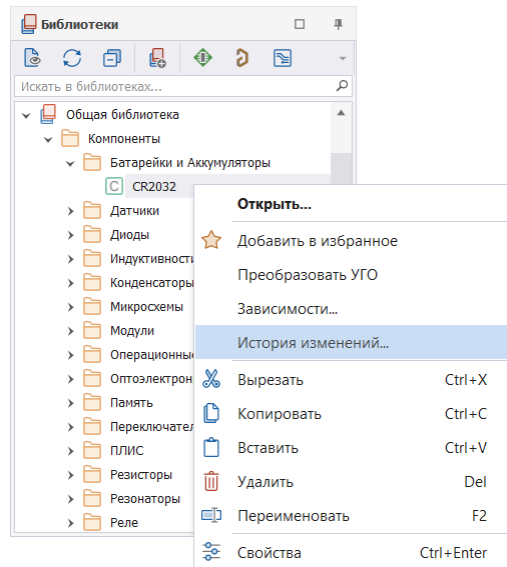 Библиотеки
Искать в библиотеках...
Общая библиотека
Компоненты
Батарейки и Аккумуляторы
C CR2032
Открыть...
Датчики
Добавить в избранное
Диоды
Преобразовать УГО
Индуктивности
Зависимости...
Конденсаторы
Микросхемы
История изменений...
Модули
Операционны
Вырезать Ctrl+X
Оптоэлектрон
Копировать Ctrl+C
Память
Переключател
Вставить Ctrl+V
ПЛИС
Резисторы
Удалить Del
Резонаторы
Переименовать F2
Реле
Свойства Ctrl+Enter